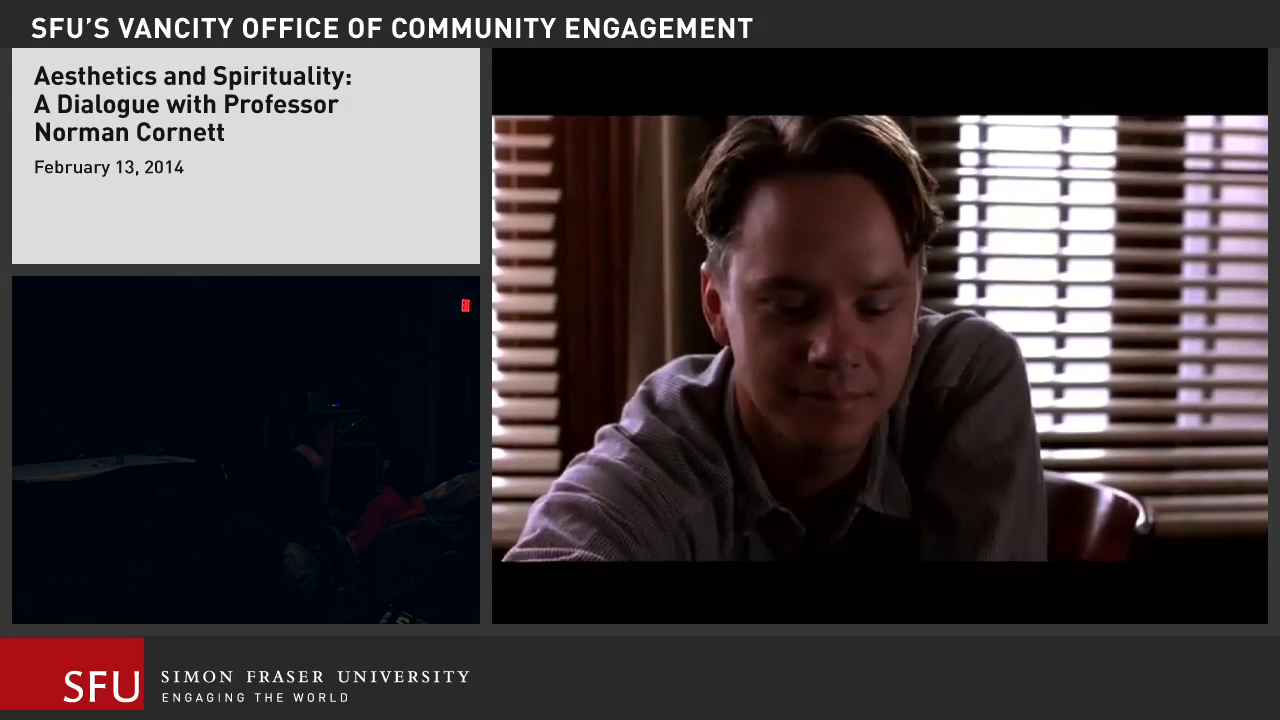 SFU'S VANCITY OFFICE OF COMMUNITY ENGAGEMENT
Aesthetics and Spirituality:
A Dialogue with Professor
Norman Cornett
February 13, 2014
SFU
SIMON FRASER UNIVERSITY
ENGAGING THE WORLD